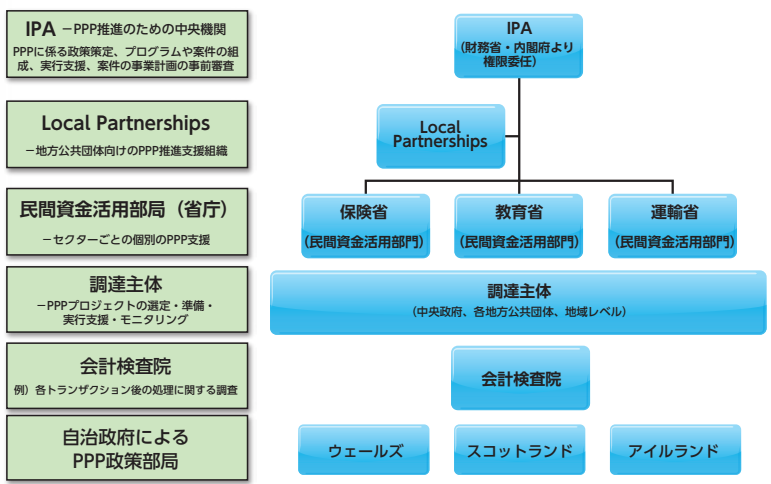 IPA －PPP推進のための中央機関
PPPに係る政策策定、プログラムや案件の組
成、実行支援、案件の事業計画の事前審査
IPA
（財務省・内閣府より
権限委任）
Local Partnerships
－地方公共団体向けのPPP推進支援組織
Local
Partnerships
民間資金活用部局（省庁）
－セクターごとの個別のPPP支援
保険省
（民間資金活用部門）
教育省
（民間資金活用部門）
運輸省
（民間資金活用部門）
調達主体
－PPPプロジェクトの選定・準備・
実行支援・モニタリング
調達主体
（中央政府、各地方公共団体、地域レベル）
会計検査院
例）各トランザクション後の処理に関する調査
会計検査院
自治政府による
PPP政策部局
ウェールズ
スコットランド
アイルランド